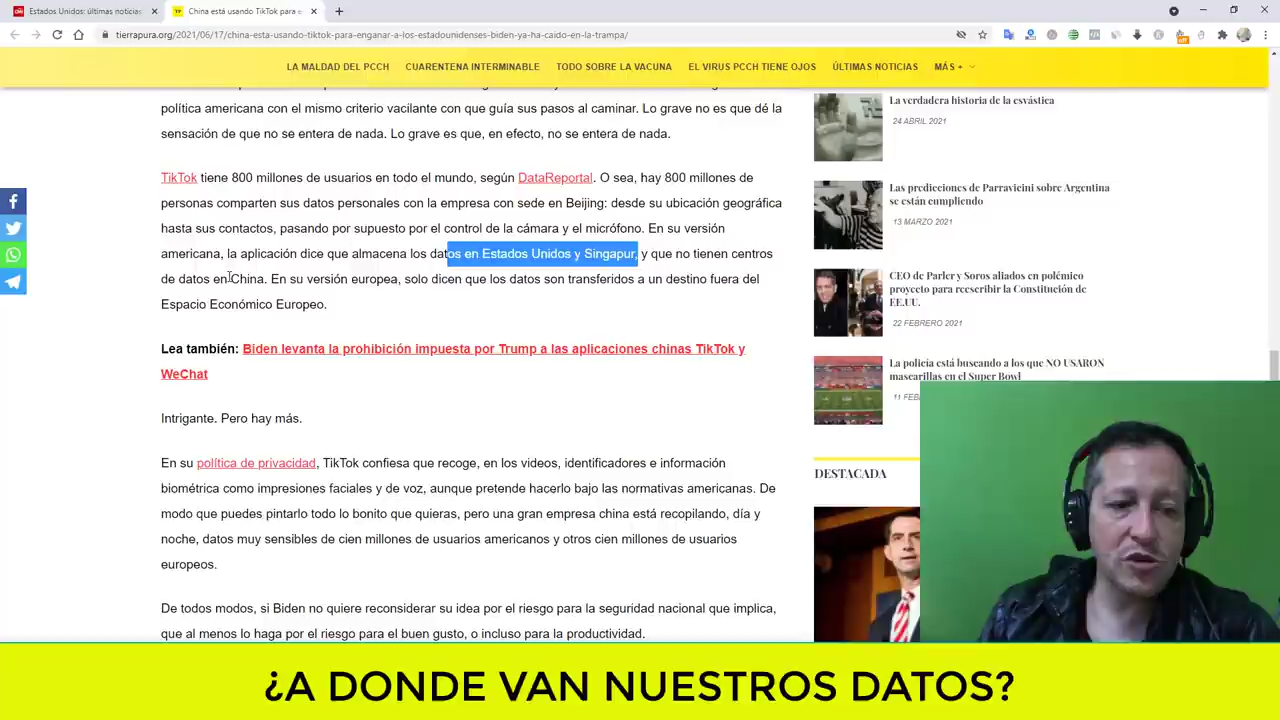 Estados Unidos: últimas noticias
China está usando TikTok para e
tierrapura.org/2021/06/17/china-esta-usando-tiktok-para-enganar-a-los-estadounidenses-biden-ya-ha-caido-en-la-trampa/
LA MALDAD DEL PCCH CUARENTENA INTERMINABLE TODO SOBRE LA VACUNA EL VIRUS PCCH TIENE OJOS ÚLTIMAS NOTICIAS MÁS +
política americana con el mismo criterio vacilante con que guía sus pasos al caminar. Lo grave no es que dé la
sensación de que no se entera de nada. Lo grave es que, en efecto, no se entera de nada.
TikTok tiene 800 millones de usuarios en todo el mundo, según DataReportal. O sea, hay 800 millones de
personas comparten sus datos personales con la empresa con sede en Beijing: desde su ubicación geográfica
hasta sus contactos, pasando por supuesto por el control de la cámara y el micrófono. En su versión
americana, la aplicación dice que almacena los datos en Estados Unidos y Singapur, y que no tienen centros
de datos en China. En su versión europea, solo dicen que los datos son transferidos a un destino fuera del
Espacio Económico Europeo.
Lea también: Biden levanta la prohibición impuesta por Trump a las aplicaciones chinas TikTok y
WeChat
Intrigante. Pero hay más.
En su política de privacidad, TikTok confiesa que recoge, en los videos, identificadores e información
biométrica como impresiones faciales y de voz, aunque pretende hacerlo bajo las normativas americanas. De
modo que puedes pintarlo todo lo bonito que quieras, pero una gran empresa china está recopilando, día y
noche, datos muy sensibles de cien millones de usuarios americanos y otros cien millones de usuarios
europeos.
De todos modos, si Biden no quiere reconsiderar su idea por el riesgo para la seguridad nacional que implica,
que al menos lo haga por el riesgo para el buen gusto, o incluso para la productividad.
La verdadera historia de la esvástica
24 ABRIL 2021
Las predicciones de Parravicini sobre Argentina
se están cumpliendo
13 MARZO 2021
CEO de Parler y Soros aliados en polémico
proyecto para reescribir la Constitución de
EE.UU.
22 FEBRERO 2021
La policía está buscando a los que NO USARON
mascarillas en el Super Bowl
11 FEB
DESTACADA
¿A DONDE VAN NUESTROS DATOS?